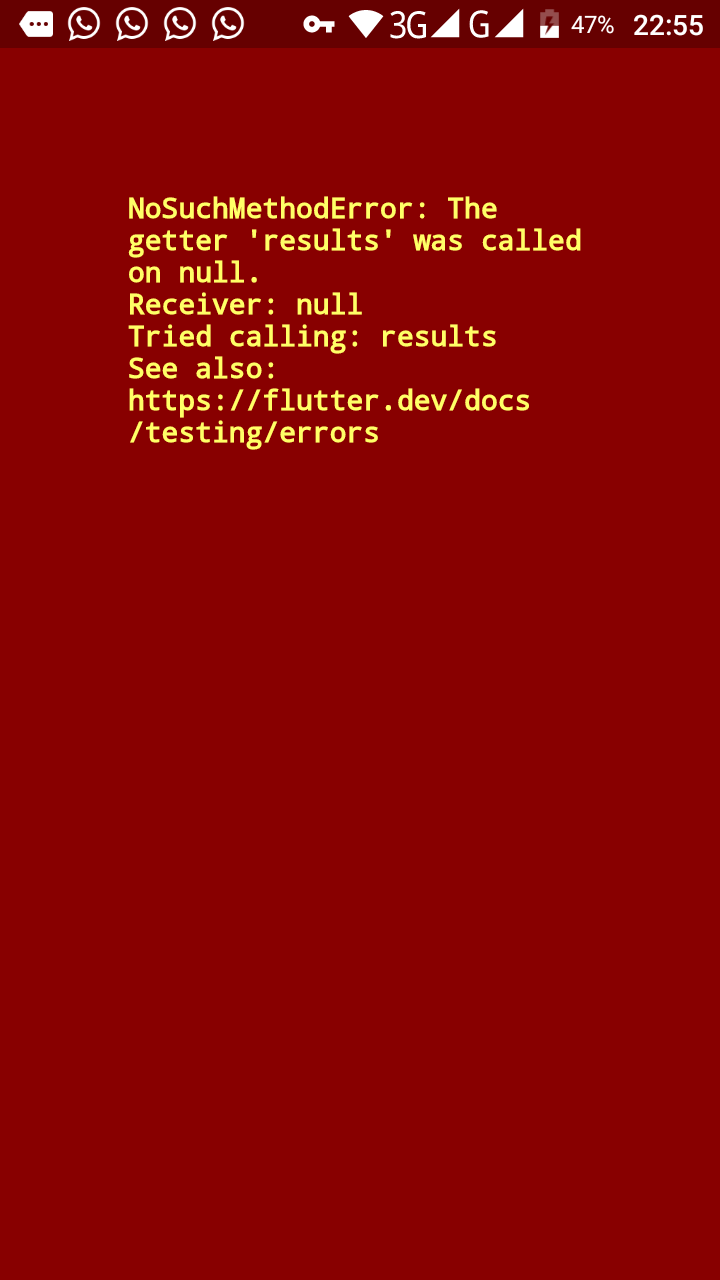 3G G 47% 22:55
NoSuchMethodError: The
getter 'results' was called
on null.
Receiver: null
Tried calling: results
See also:
https://flutter.dev/docs
/testing/errors